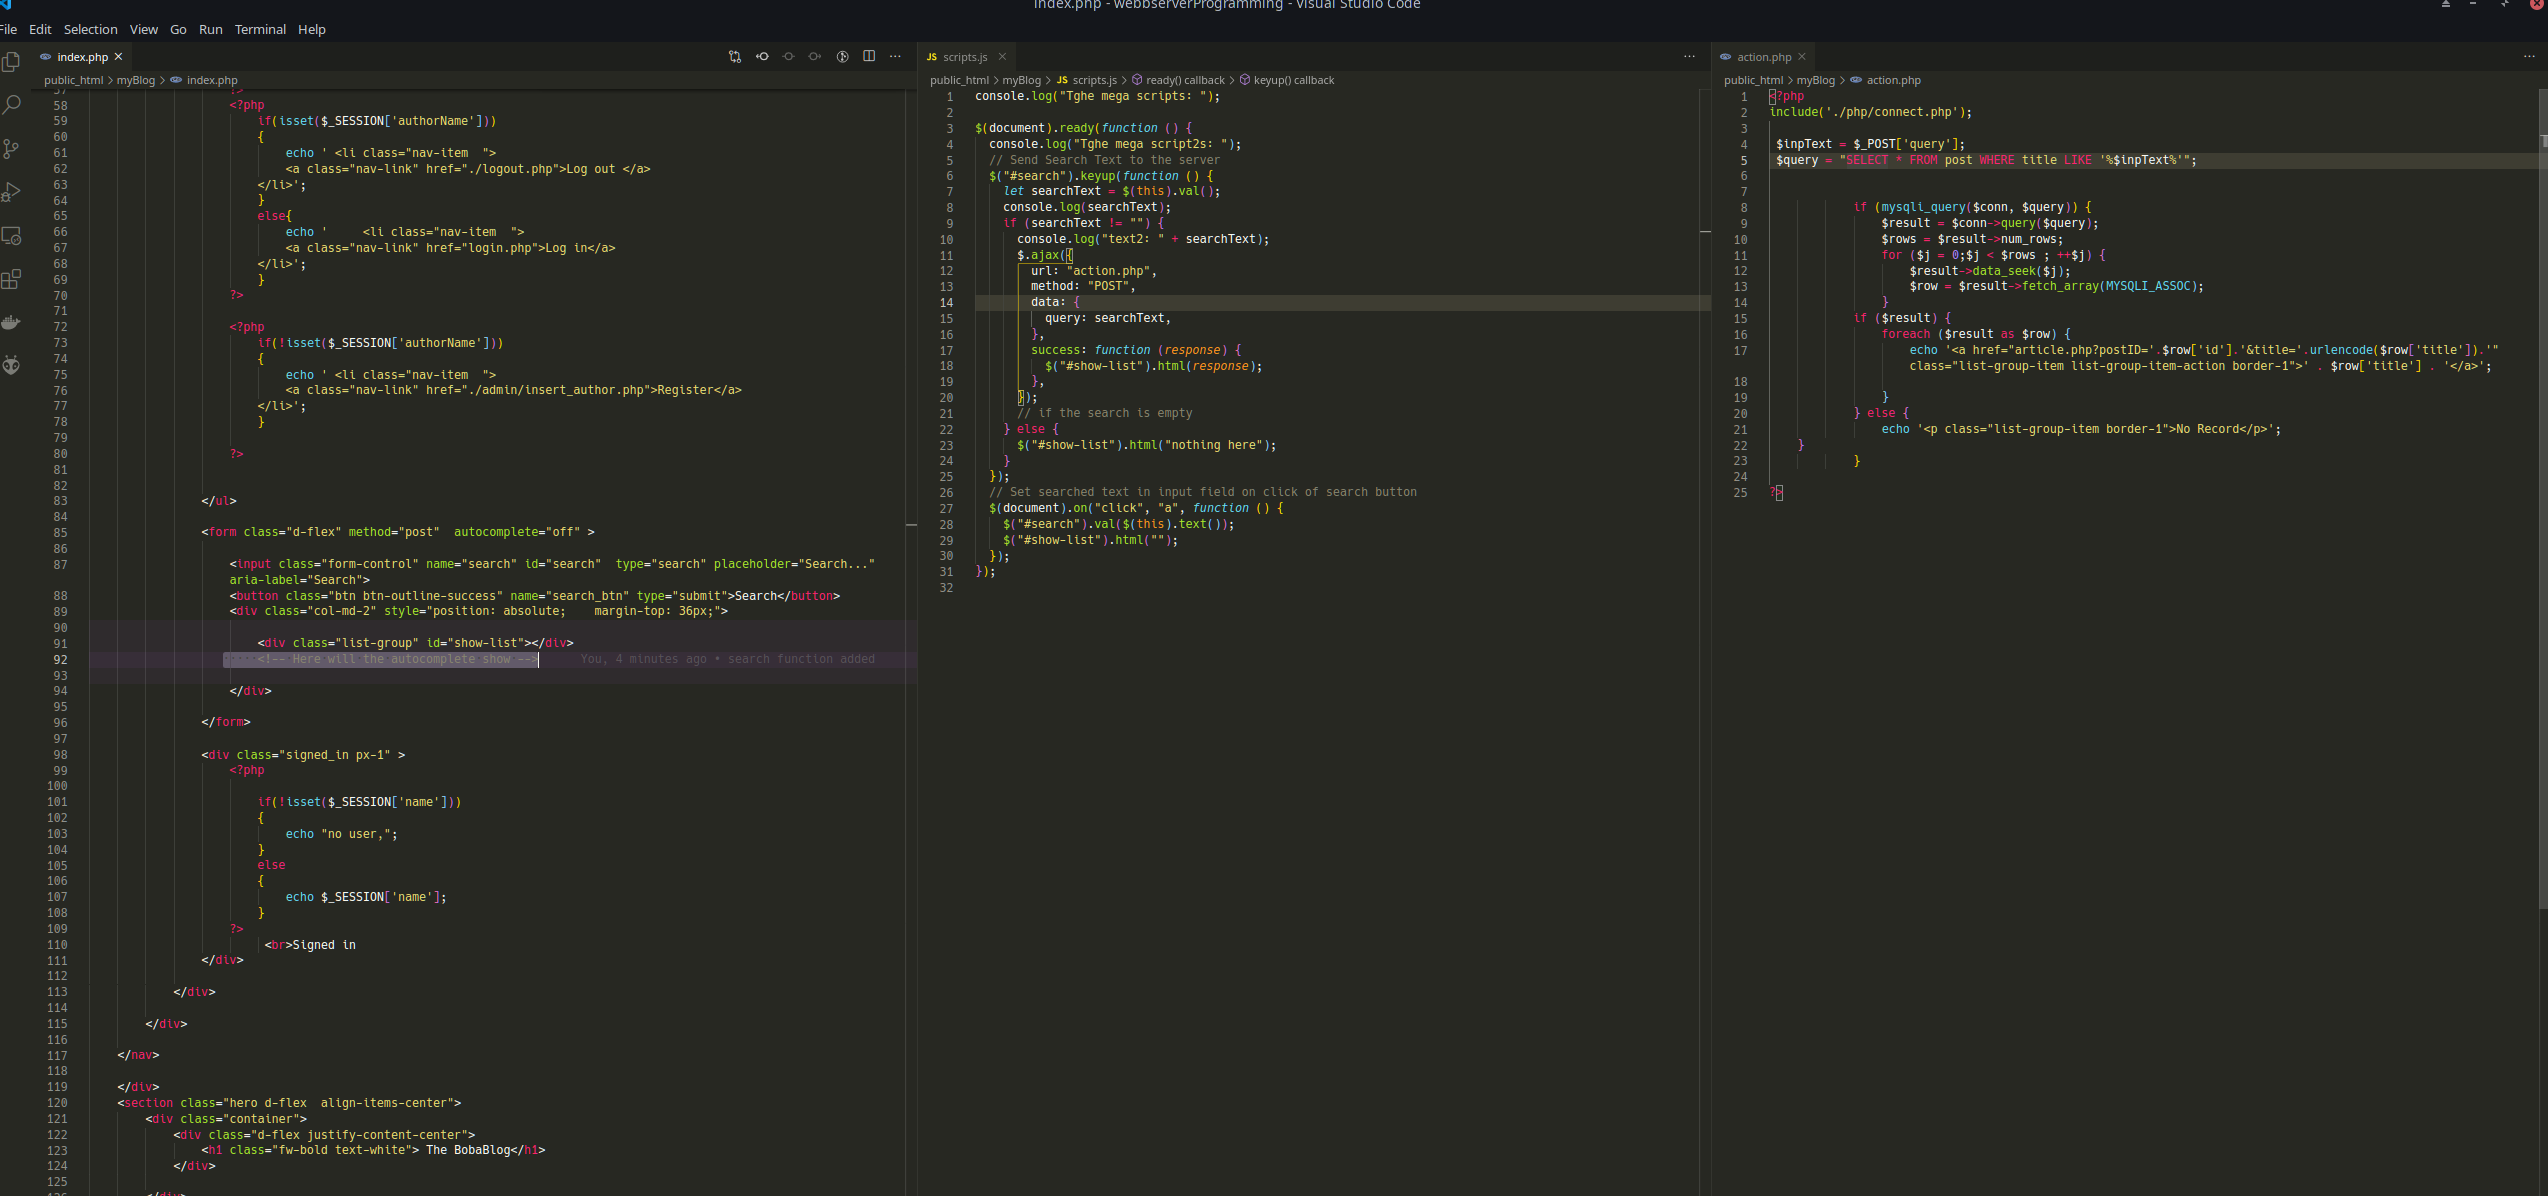 index.php - webbserverProgramming - Visual Studio Code
File Edit Selection View Go Run Terminal Help
index.php
public_html > myBlog > index.php
57 ?>
58 <?php
59 if(isset($_SESSION['authorName']))
60 {
61 echo ' <li class="nav-item  ">
62 <a class="nav-link" href="./logout.php">Log out </a>
63 </li>';
64 }
65 else{
66 echo '     <li class="nav-item  ">
67 <a class="nav-link" href="login.php">Log in</a>
68 </li>';
69 }
70 ?>
71
72 <?php
73 if(!isset($_SESSION['authorName']))
74 {
75 echo ' <li class="nav-item  ">
76 <a class="nav-link" href="./admin/insert_author.php">Register</a>
77 </li>';
78 }
79
80 ?>
81
82
83 </ul>
84
85 <form class="d-flex" method="post"  autocomplete="off" >
86
87 <input class="form-control" name="search" id="search"  type="search" placeholder="Search..."
aria-label="Search">
88 <button class="btn btn-outline-success" name="search_btn" type="submit">Search</button>
89 <div class="col-md-2" style="position: absolute;    margin-top: 36px;">
90
91 <div class="list-group" id="show-list"></div>
92 <!-- Here will the autocomplete show --> You, 4 minutes ago • search function added
93
94 </div>
95
96 </form>
97
98 <div class="signed_in px-1" >
99 <?php
100
101 if(!isset($_SESSION['name']))
102 {
103 echo "no user,";
104 }
105 else
106 {
107 echo $_SESSION['name'];
108 }
109 ?>
110 <br>Signed in
111 </div>
112
113 </div>
114
115 </div>
116
117 </nav>
118
119 </div>
120 <section class="hero d-flex  align-items-center">
121 <div class="container">
122 <div class="d-flex justify-content-center">
123 <h1 class="fw-bold text-white"> The BobaBlog</h1>
124 </div>
125
126 </div>
JS scripts.js
public_html > myBlog > JS scripts.js > ready() callback > keyup() callback
1 console.log("Tghe mega scripts: ");
2
3 $(document).ready(function () {
4 console.log("Tghe mega script2s: ");
5 // Send Search Text to the server
6 $("#search").keyup(function () {
7 let searchText = $(this).val();
8 console.log(searchText);
9 if (searchText != "") {
10 console.log("text2: " + searchText);
11 $.ajax({
12 url: "action.php",
13 method: "POST",
14 data: {
15 query: searchText,
16 },
17 success: function (response) {
18 $("#show-list").html(response);
19 },
20 });
21 // if the search is empty
22 } else {
23 $("#show-list").html("nothing here");
24 }
25 });
26 // Set searched text in input field on click of search button
27 $(document).on("click", "a", function () {
28 $("#search").val($(this).text());
29 $("#show-list").html("");
30 });
31 });
32
action.php
public_html > myBlog > action.php
1 <?php
2 include('./php/connect.php');
3
4 $inpText = $_POST['query'];
5 $query = "SELECT * FROM post WHERE title LIKE '%$inpText%'";
6
7
8 if (mysqli_query($conn, $query)) {
9 $result = $conn->query($query);
10 $rows = $result->num_rows;
11 for ($j = 0;$j < $rows ; ++$j) {
12 $result->data_seek($j);
13 $row = $result->fetch_array(MYSQLI_ASSOC);
14 }
15 if ($result) {
16 foreach ($result as $row) {
17 echo '<a href="article.php?postID='.$row['id'].'&title='.urlencode($row['title']).'"
class="list-group-item list-group-item-action border-1">' . $row['title'] . '</a>';
18
19 }
20 } else {
21 echo '<p class="list-group-item border-1">No Record</p>';
22 }
23 }
24
25 ?>